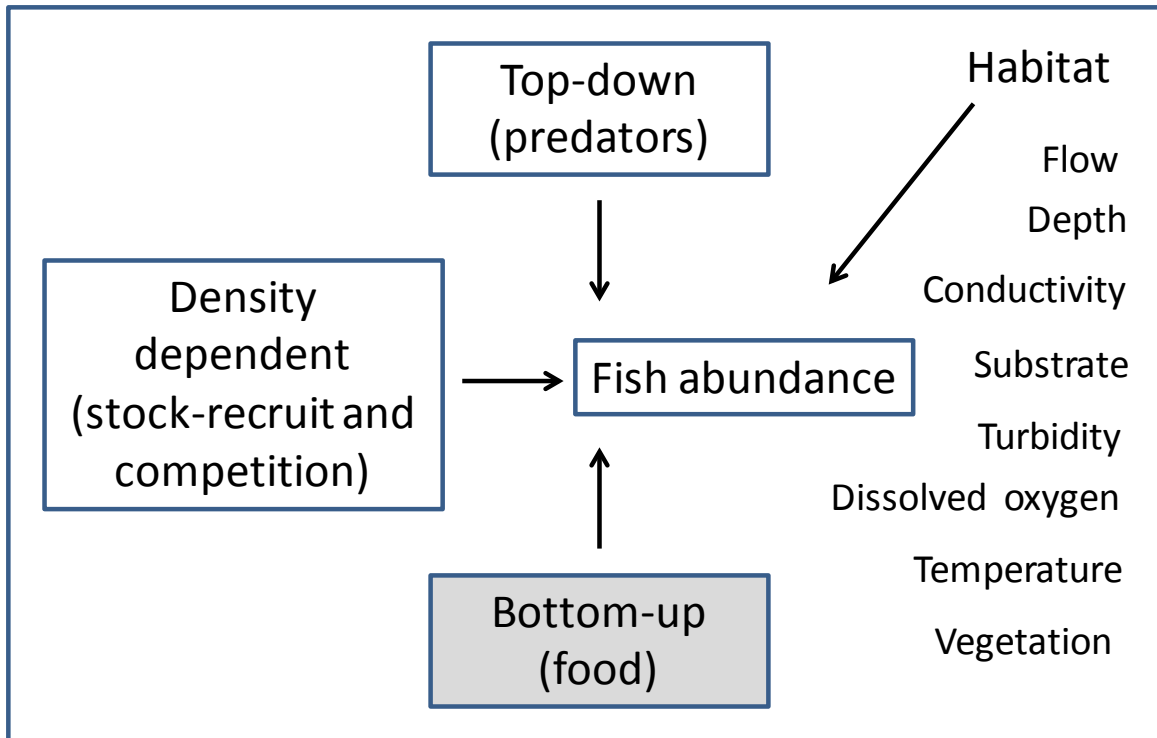 Top-down
(predators)
Habitat
Flow
Depth
Density
dependent
(stock-recruit and
competition)
Fish abundance
Conductivity
Substrate
Turbidity
Dissolved oxygen
Temperature
Vegetation
Bottom-up
(food)